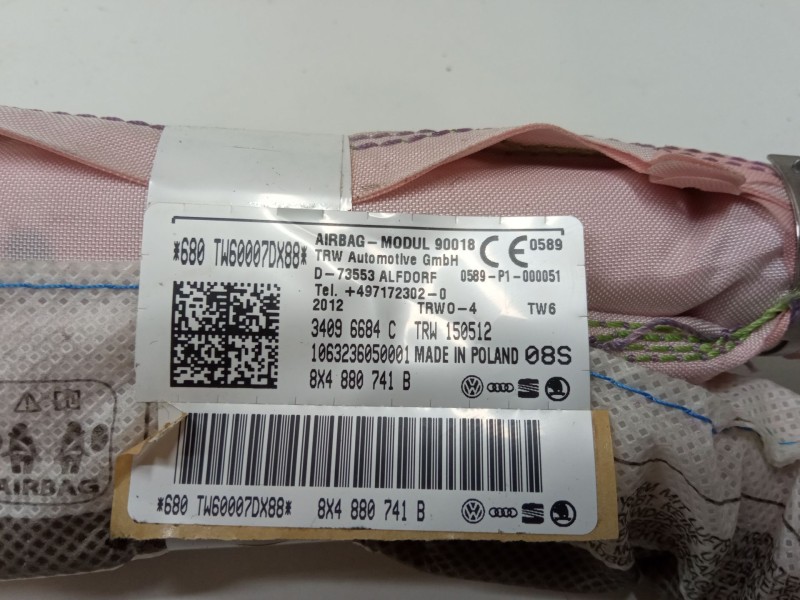 *680 TW60007DX88*
AIRBAG-MODUL 90018 CE 0589
TRW Automotive GmbH
D-73553 ALFDORF 0589-P1-000051
Tel. +497172302-0
2012 TRWO-4 TW6
3409 6684 C TRW 150512
1063236050001 MADE IN POLAND 08S
8X4 880 741 B
*680 TW60007DX88* 8X4 880 741 B
AIRBAG